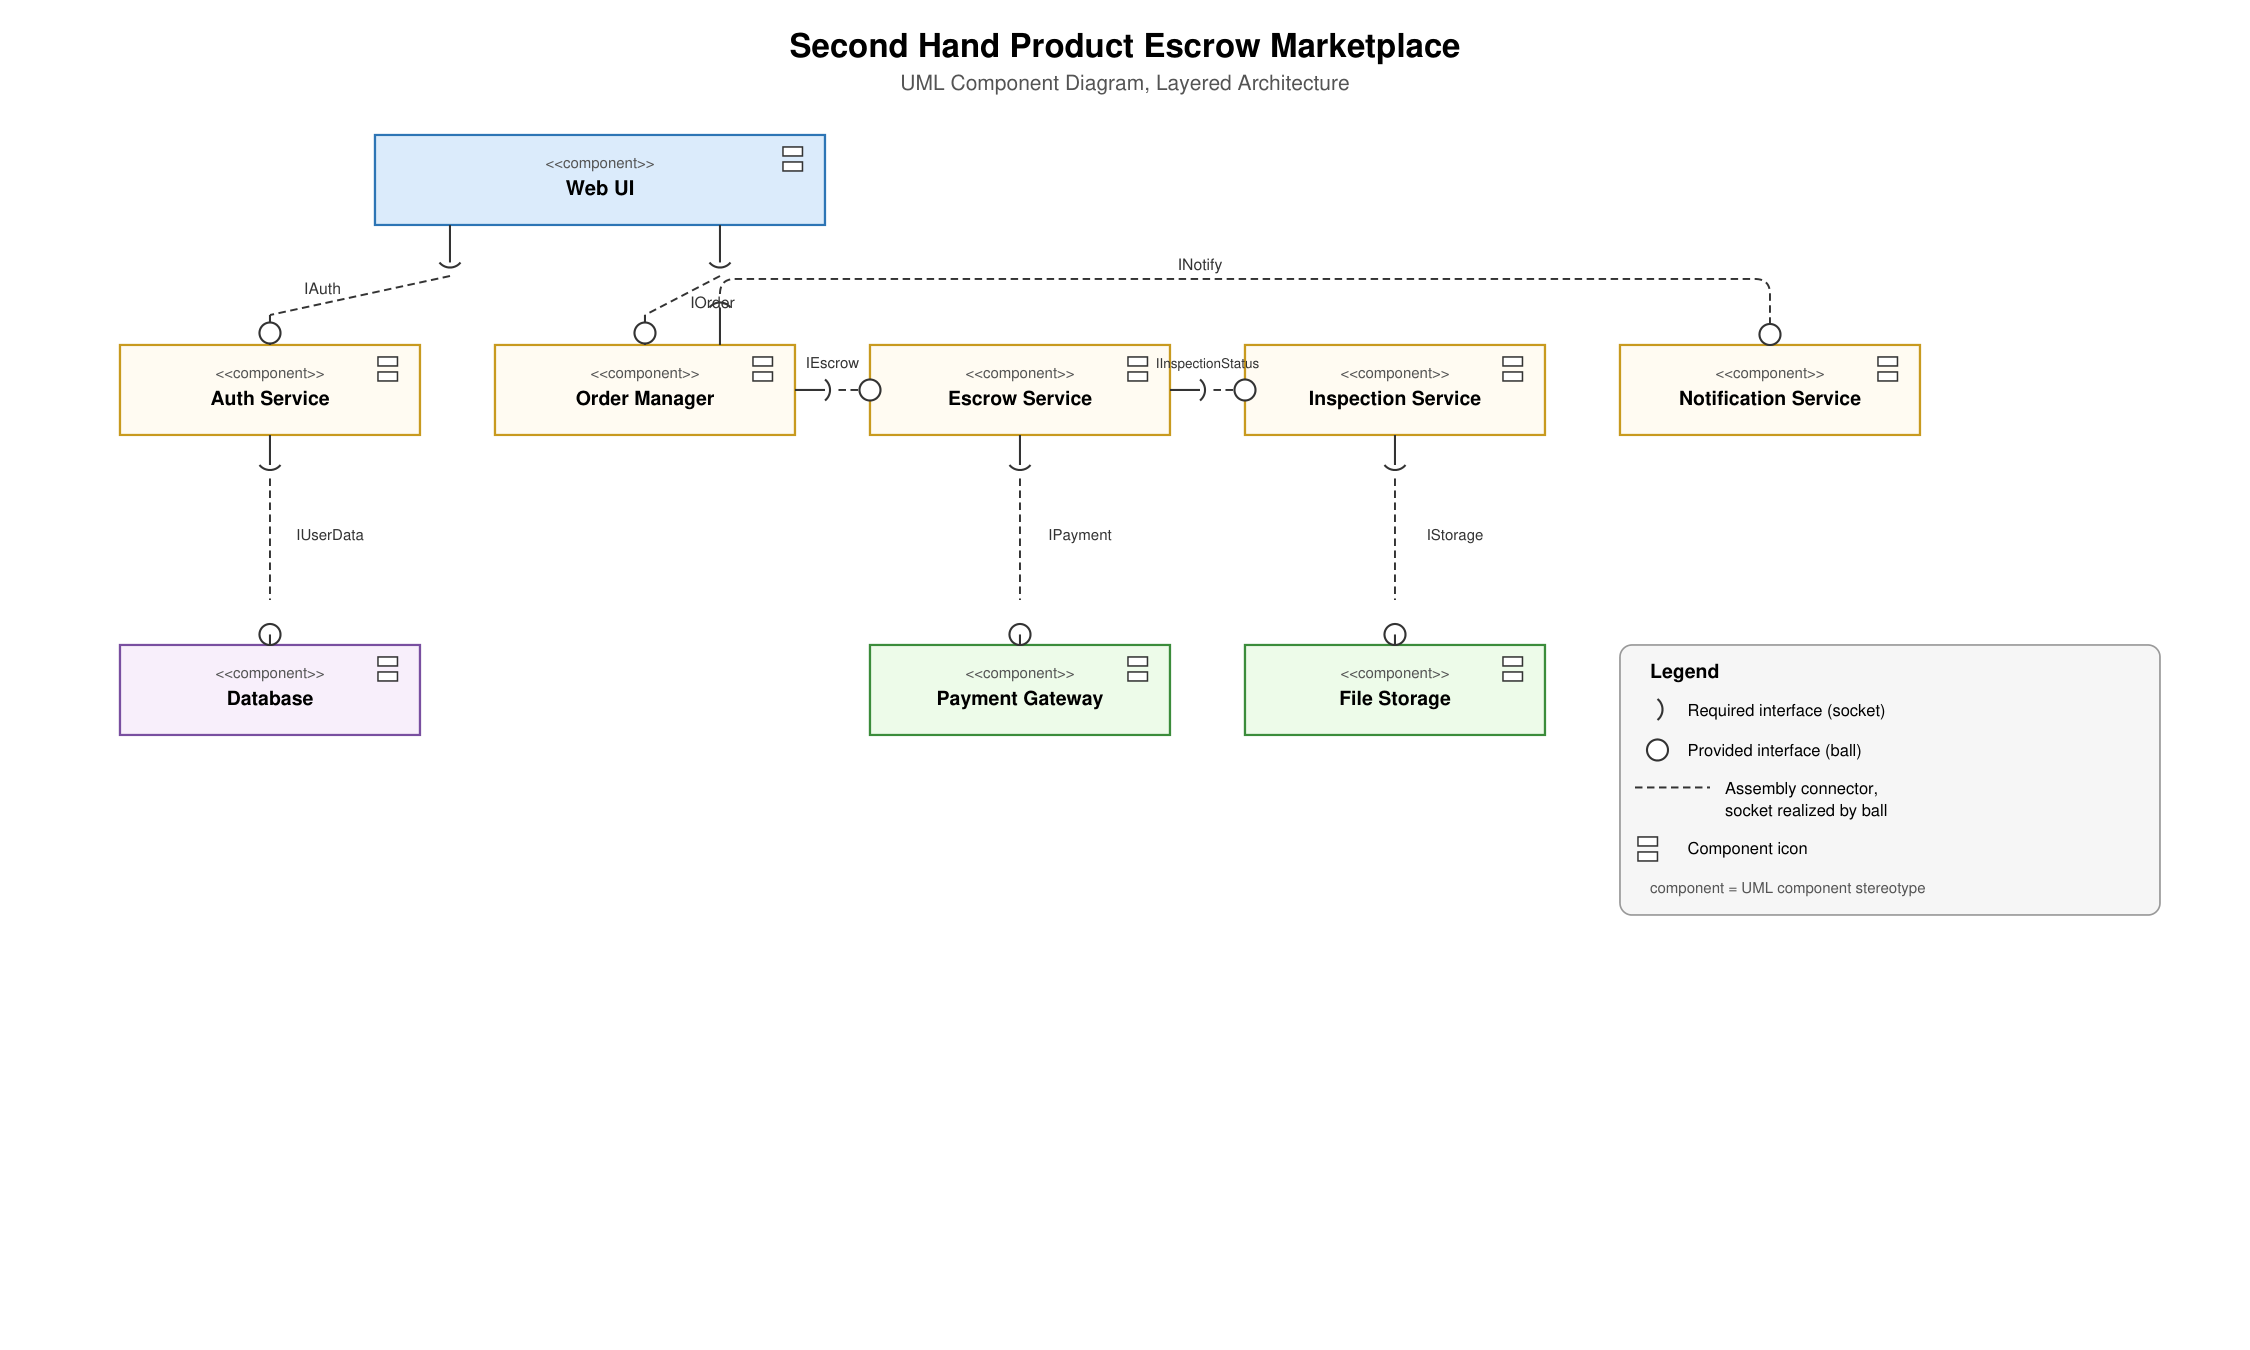 Second Hand Product Escrow Marketplace
UML Component Diagram, Layered Architecture
<<component>>
Web UI
INotify
IAuth
IOrder
IEscrow
IInspectionStatus
<<component>>
Auth Service
<<component>>
Order Manager
<<component>>
Escrow Service
<<component>>
Inspection Service
<<component>>
Notification Service
IUserData
IPayment
IStorage
<<component>>
Database
<<component>>
Payment Gateway
<<component>>
File Storage
Legend
Required interface (socket)
Provided interface (ball)
Assembly connector,
socket realized by ball
Component icon
component = UML component stereotype